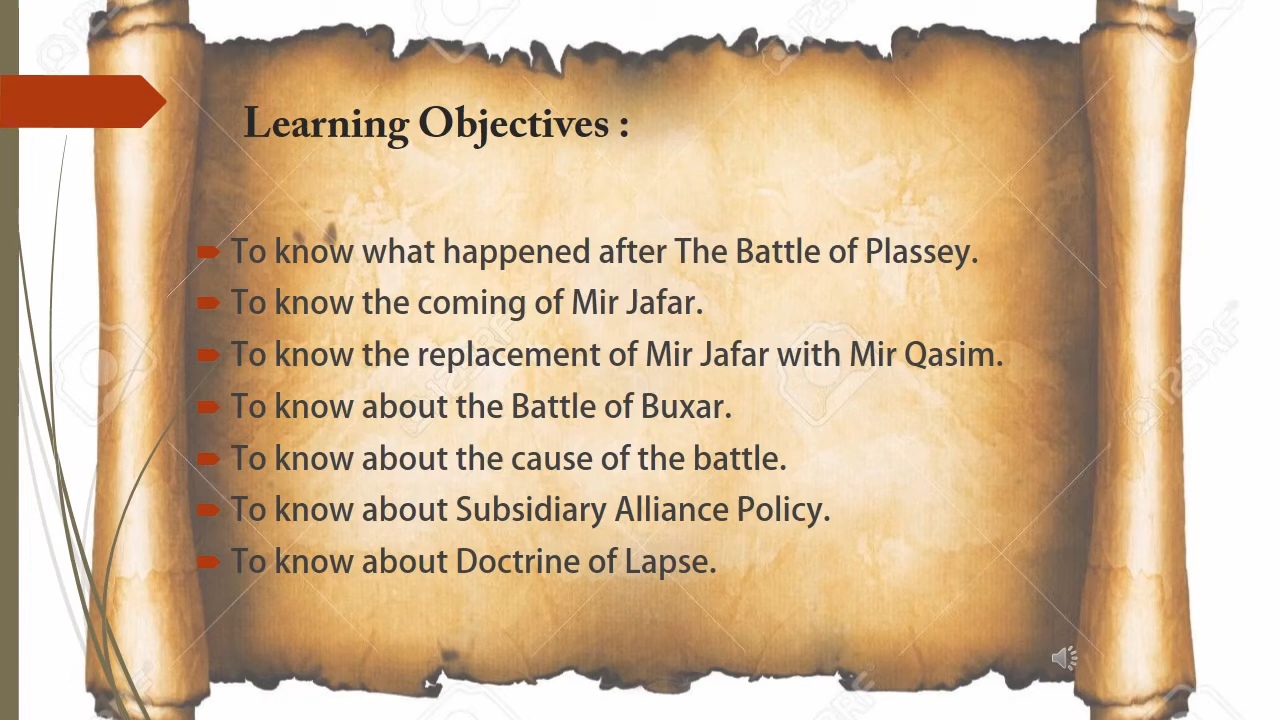 Learning Objectives :
To know what happened after The Battle of Plassey.
To know the coming of Mir Jafar.
To know the replacement of Mir Jafar with Mir Qasim.
To know about the Battle of Buxar.
To know about the cause of the battle.
To know about Subsidiary Alliance Policy.
To know about Doctrine of Lapse.
123RF